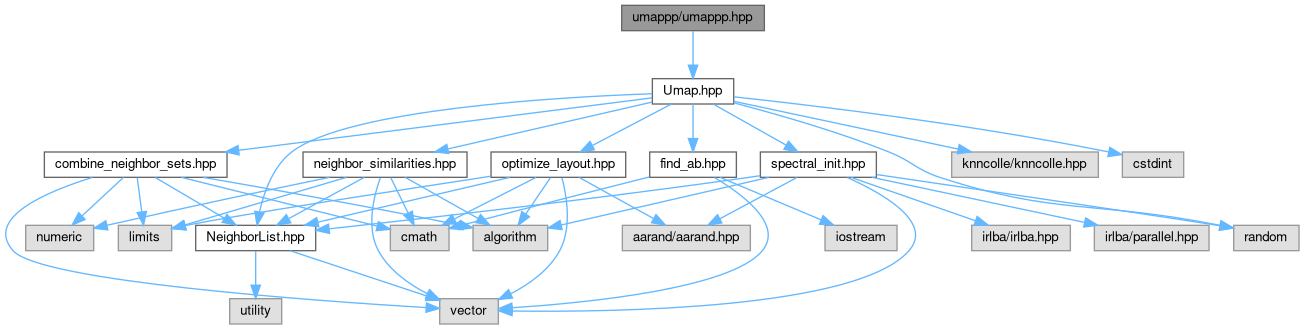 umappp/umappp.hpp
Umap.hpp
combine_neighbor_sets.hpp
neighbor_similarities.hpp
optimize_layout.hpp
find_ab.hpp
spectral_init.hpp
knncolle/knncolle.hpp
cstdint
numeric
limits
NeighborList.hpp
cmath
algorithm
aarand/aarand.hpp
iostream
irlba/irlba.hpp
irlba/parallel.hpp
random
utility
vector